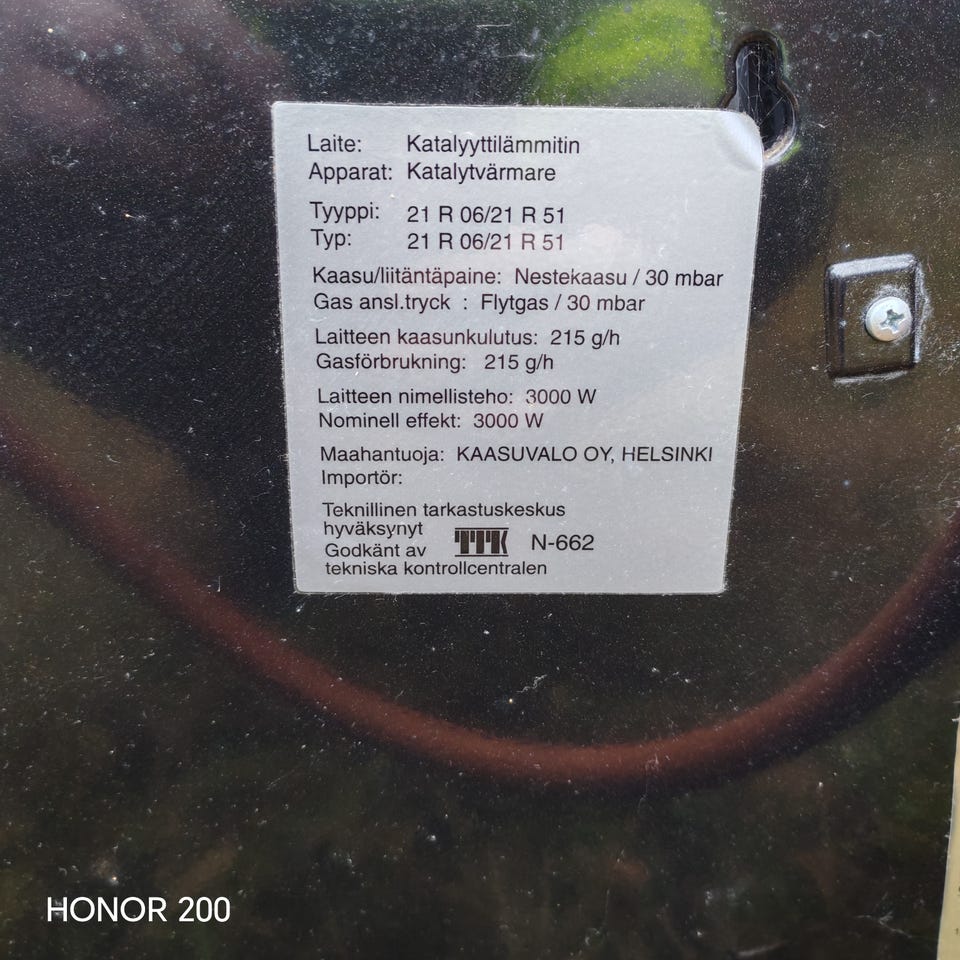 Laite: Katalyyttilämmitin
Apparat: Katalytvärmare
Tyyppi: 21 R 06/21 R 51
Typ: 21 R 06/21 R 51
Kaasu/liitäntäpaine: Nestekaasu / 30 mbar
Gas ansl.tryck : Flytgas / 30 mbar
Laitteen kaasunkulutus: 215 g/h
Gasförbrukning: 215 g/h
Laitteen nimellisteho: 3000 W
Nominell effekt: 3000 W
Maahantuoja: KAASUVALO OY, HELSINKI
Importör:
Teknillinen tarkastuskeskus
hyväksynyt
Godkänt av TTK N-662
tekniska kontrollcentralen
HONOR 200